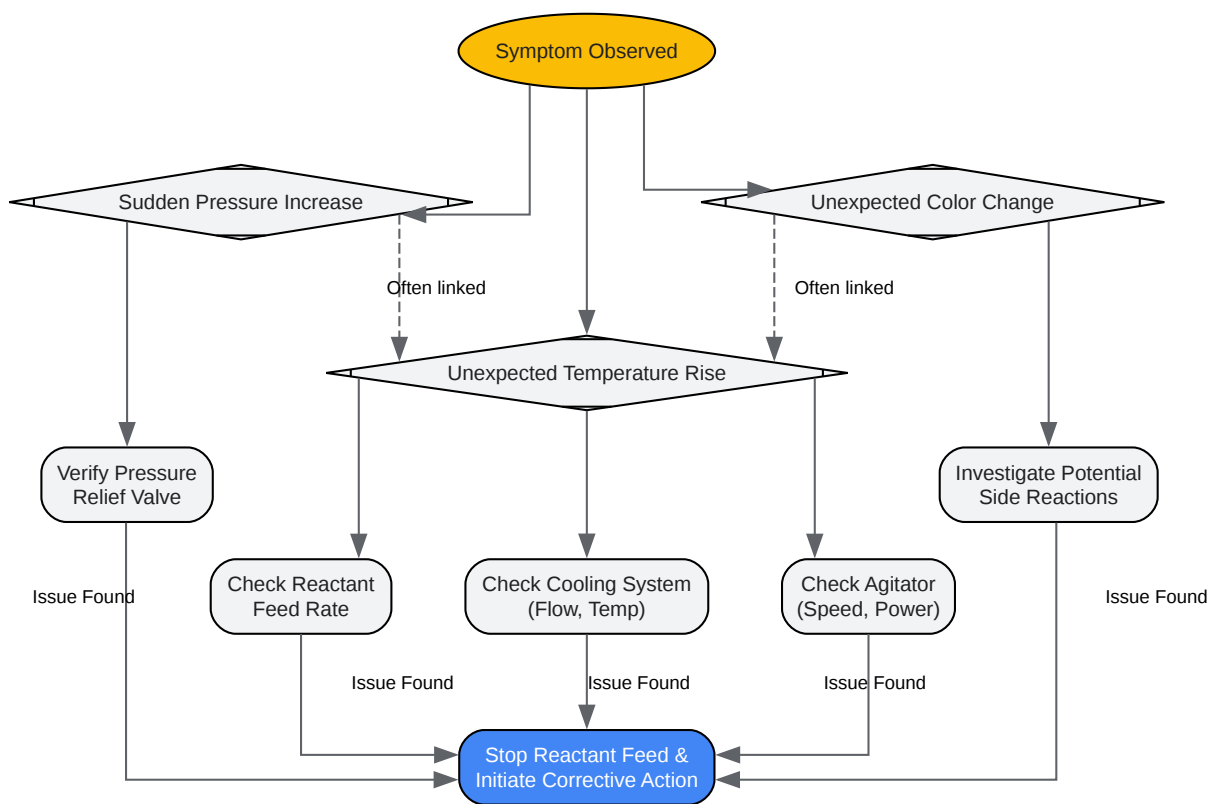 Symptom Observed
Sudden Pressure Increase
Unexpected Color Change
Often linked
Often linked
Unexpected Temperature Rise
Verify Pressure
Relief Valve
Investigate Potential
Side Reactions
Check Reactant
Feed Rate
Check Cooling System
(Flow, Temp)
Check Agitator
(Speed, Power)
Issue Found
Issue Found
Issue Found
Issue Found
Issue Found
Stop Reactant Feed &
Initiate Corrective Action